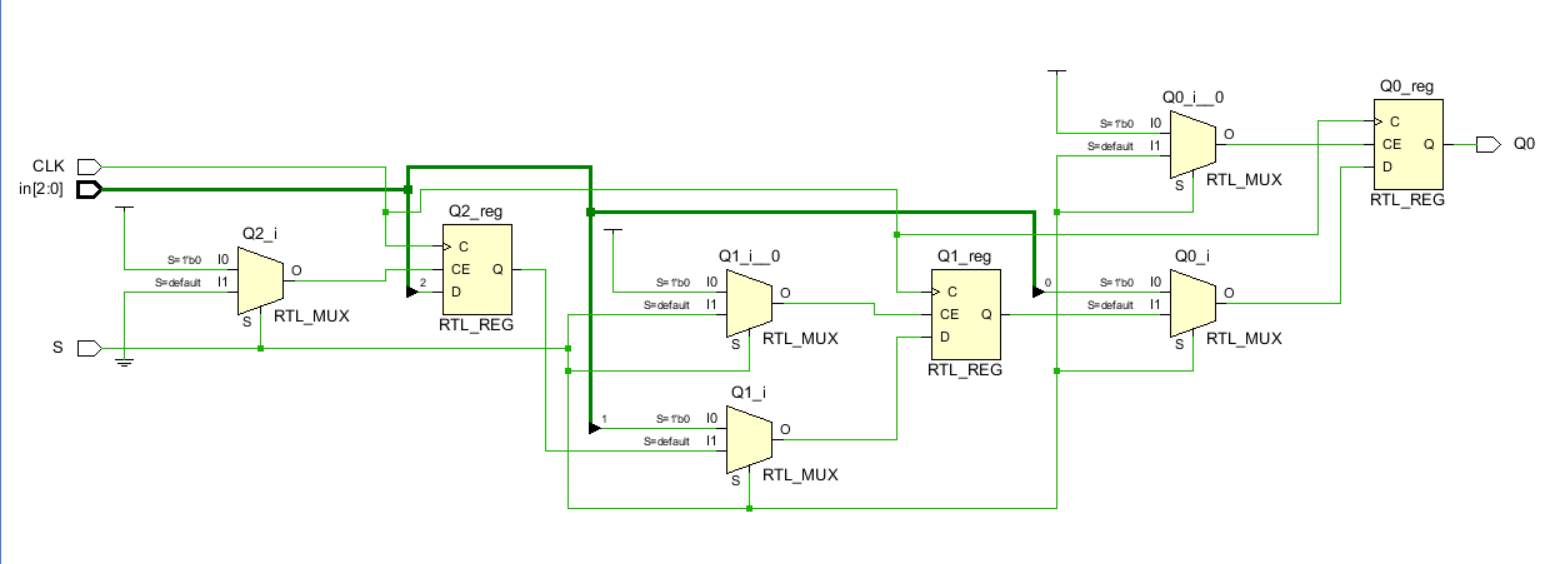 CLK
in[2:0]
S
Q2_i
S=1'b0 I0
S=default I1
O
S
RTL_MUX
Q2_reg
C
CE Q
2 D
RTL_REG
Q1_i__0
S=1'b0 I0
S=default I1
O
S
RTL_MUX
Q1_i
1 S=1'b0 I0
S=default I1
O
S
RTL_MUX
Q1_reg
C
CE Q
D
RTL_REG
Q0_i__0
S=1'b0 I0
S=default I1
O
S
RTL_MUX
Q0_i
0 S=1'b0 I0
S=default I1
O
S
RTL_MUX
Q0_reg
C
CE Q
D
RTL_REG
Q0